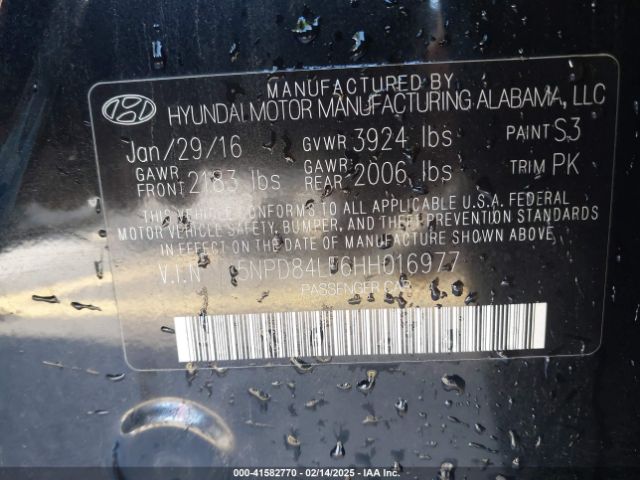 MANUFACTURED BY
HYUNDAI MOTOR MANUFACTURING ALABAMA, LLC
Jan/29/16 GVWR 3924 lbs PAINT S3
GAWR FRONT 2183 lbs GAWR REAR 2006 lbs TRIM PK
THIS VEHICLE CONFORMS TO ALL APPLICABLE U.S.A. FEDERAL
MOTOR VEHICLE SAFETY, BUMPER, AND THEFT PREVENTION STANDARDS
IN EFFECT ON THE DATE OF MANUFACTURE SHOWN ABOVE.
V.I.N
PASSENGER CAR
000-41582770 - 02/14/2025 - IAA Inc.